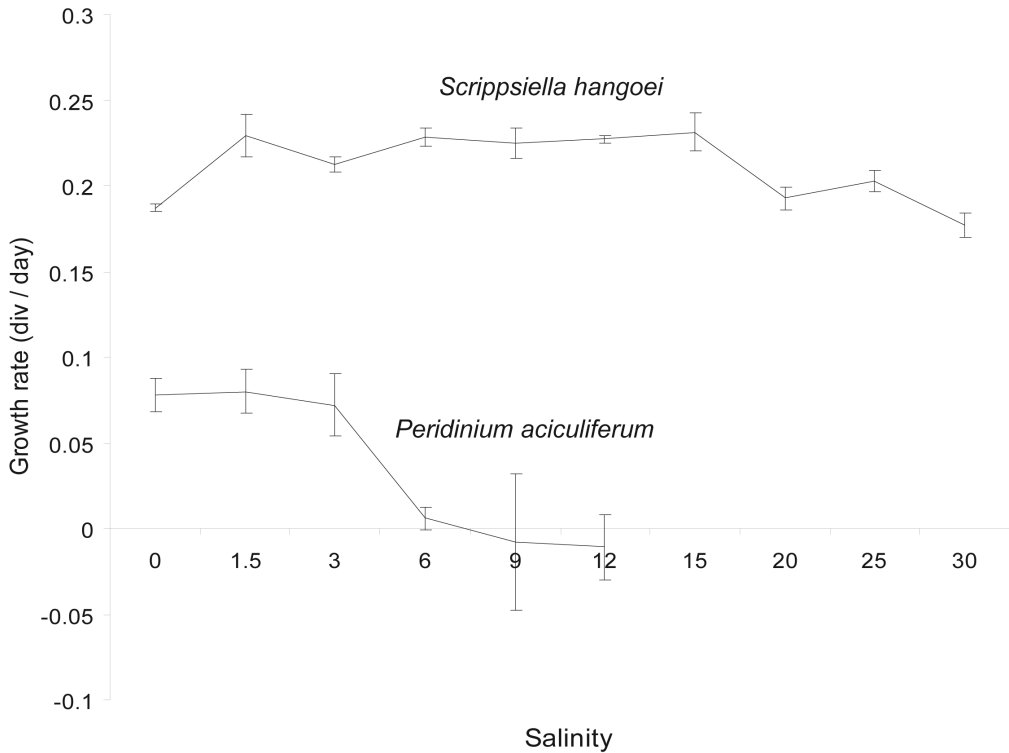 0.3
0.25
0.2
0.15
0.1
0.05
0
-0.05
-0.1
Growth rate (div / day)
Scrippsiella hangoei
Peridinium aciculiferum
0 1.5 3 6 9 12 15 20 25 30
Salinity